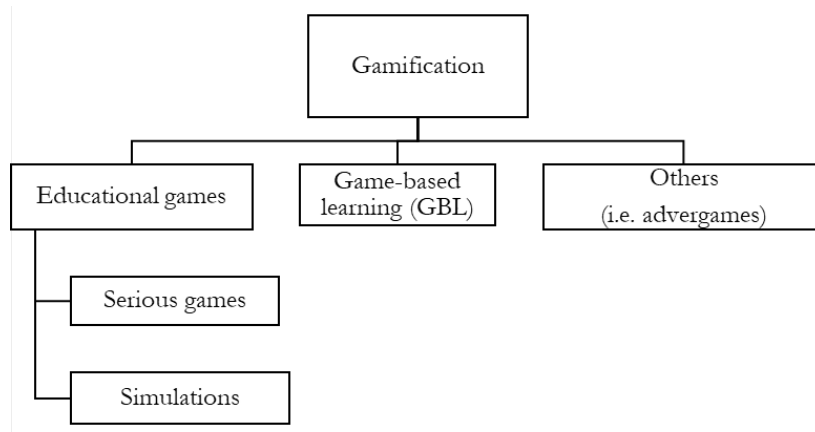 Gamification
Educational games
Game-based
learning (GBL)
Others
(i.e. advergames)
Serious games
Simulations